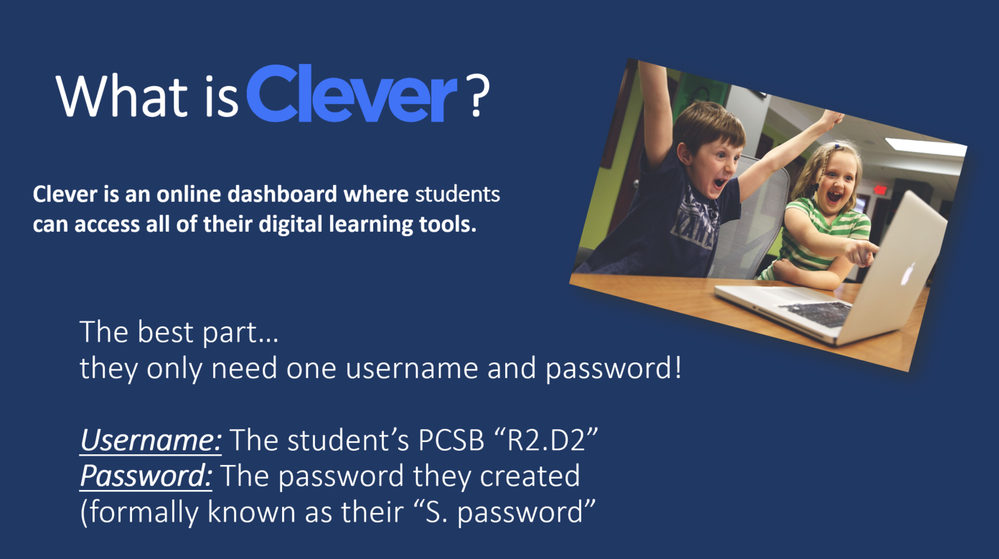 What is Clever ?
Clever is an online dashboard where students
can access all of their digital learning tools.
The best part…
they only need one username and password!
Username: The student’s PCSB “R2.D2”
Password: The password they created
(formally known as their “S. password”